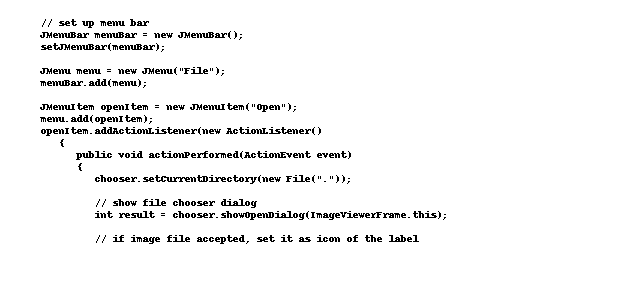 // set up menu bar
JMenuBar menuBar = new JMenuBar();
setJMenuBar(menuBar);
JMenu menu = new JMenu("File");
menuBar.add(menu);
JMenuItem openItem = new JMenuItem("Open");
menu.add(openItem);
openItem.addActionListener(new ActionListener()
{
public void actionPerformed(ActionEvent event)
{
chooser.setCurrentDirectory(new File("."));
// show file chooser dialog
int result = chooser.showOpenDialog(ImageViewerFrame.this);
// if image file accepted, set it as icon of the label